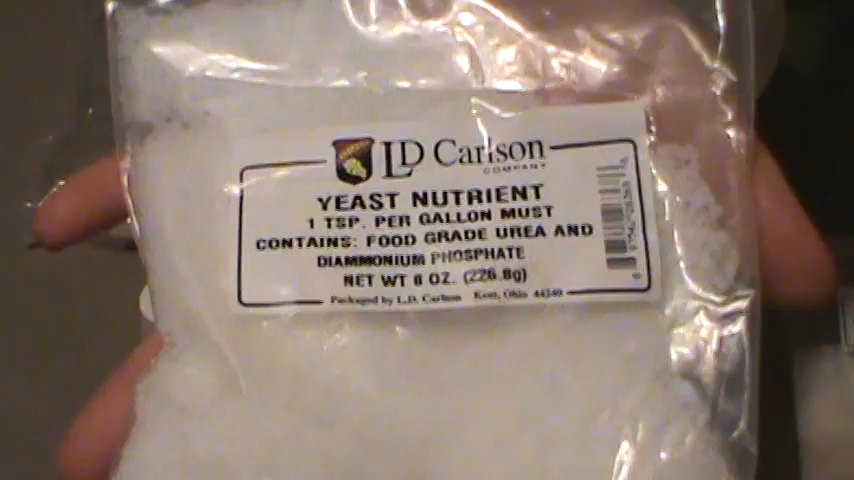 LD Carlson
COMPANY
YEAST NUTRIENT
1 TSP. PER GALLON MUST
CONTAINS: FOOD GRADE UREA AND
DIAMMONIUM PHOSPHATE
NET WT 8 OZ. (226.8g)
Packaged by L.D. Carlson Kent, Ohio 44240